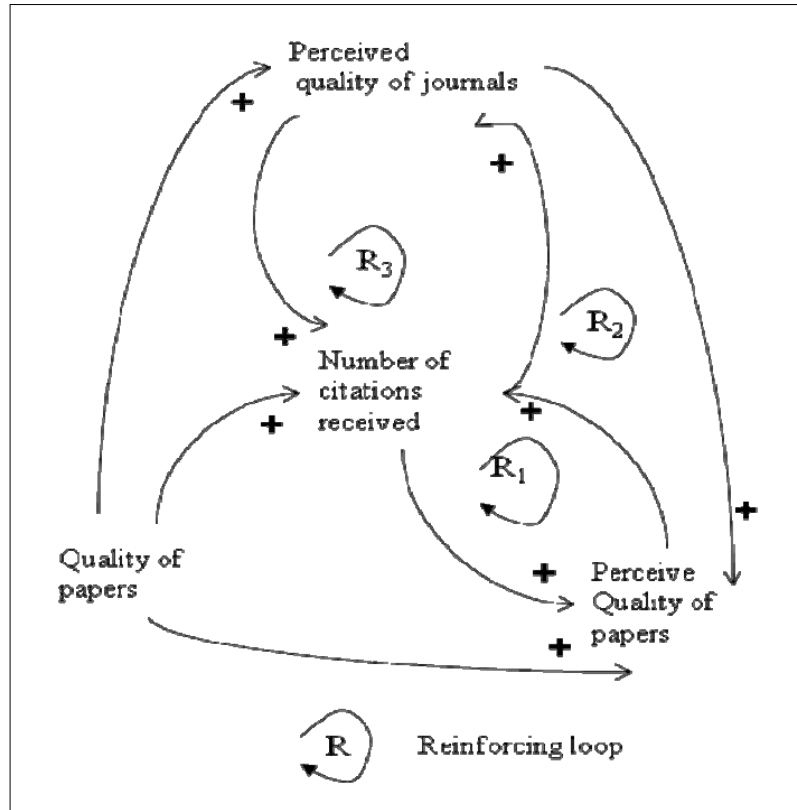 Perceived
quality of journals
+
+
R3
R2
+
Number of
citations
received
+
+
R1
+
Quality of
papers
+
Perceive
Quality of
papers
+
R
Reinforcing loop